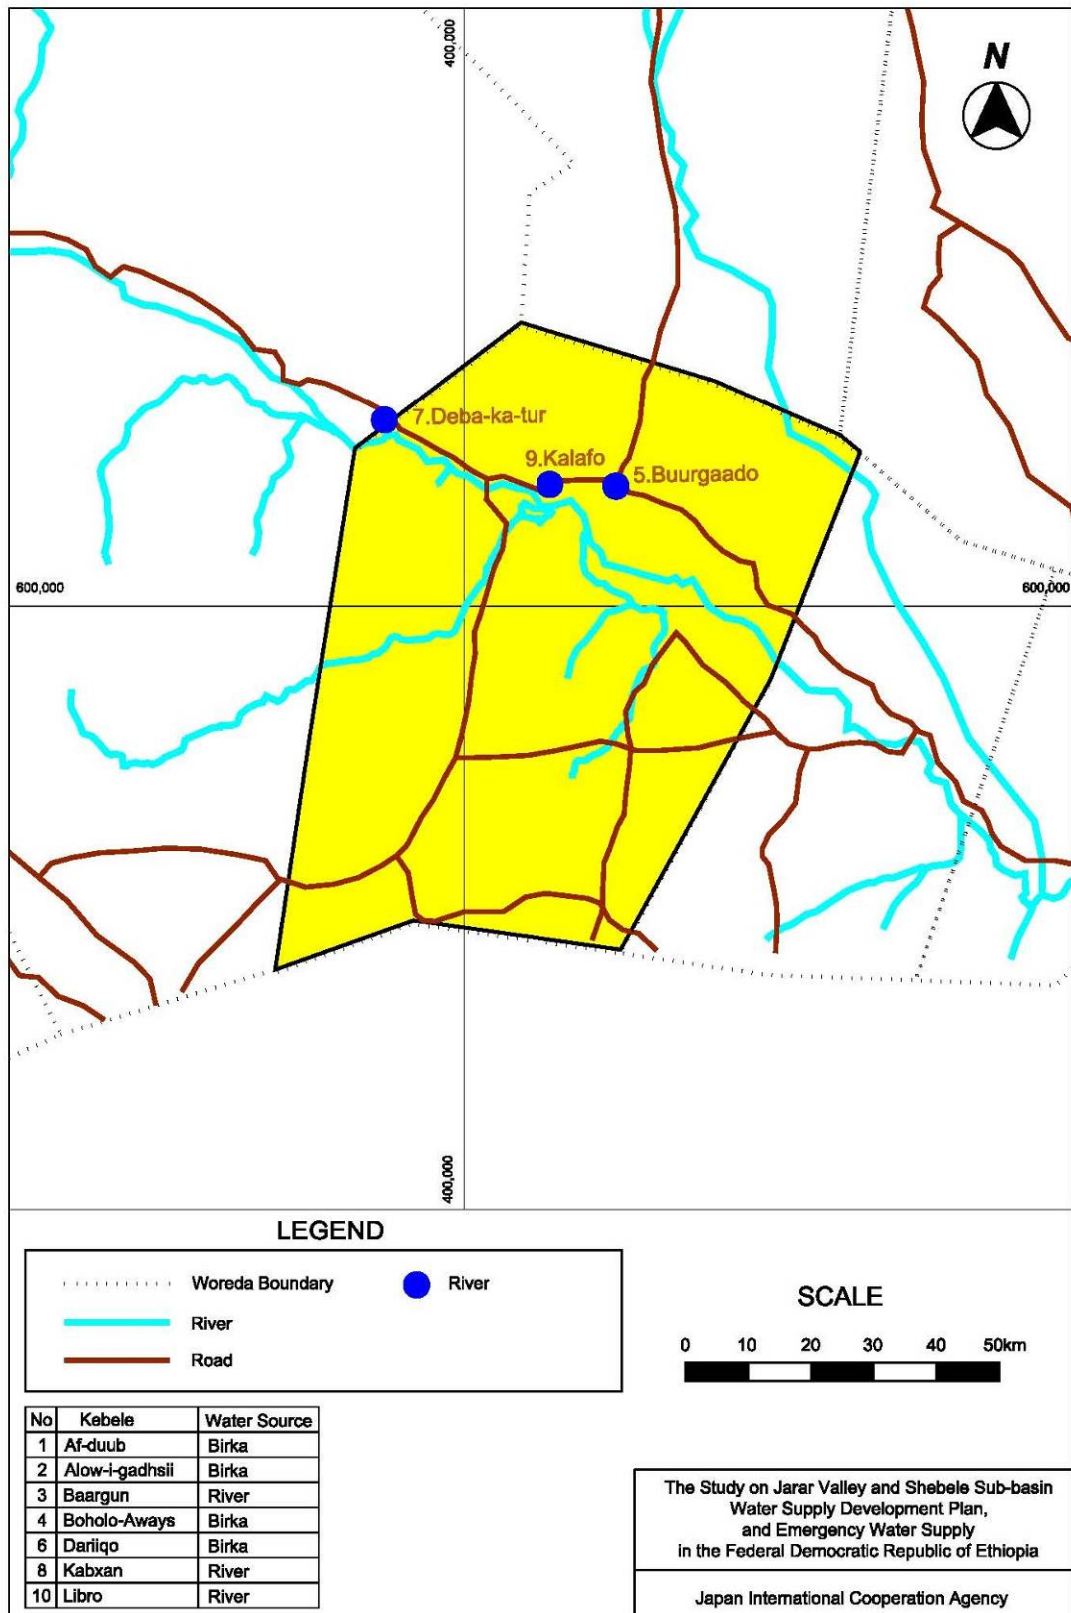 400,000
N
7.Deba-ka-tur
9.Kalafo
5.Buurgaado
600,000
600,000
400,000
LEGEND
Woreda Boundary
River
River
Road
SCALE
0 10 20 30 40 50km
No Kebele Water Source
1 Af-duub Birka
2 Alow-i-gadhsii Birka
3 Baargun River
4 Boholo-Aways Birka
6 Dariiqo Birka
8 Kabxan River
10 Libro River
The Study on Jarar Valley and Shebele Sub-basin
Water Supply Development Plan,
and Emergency Water Supply
in the Federal Democratic Republic of Ethiopia
Japan International Cooperation Agency